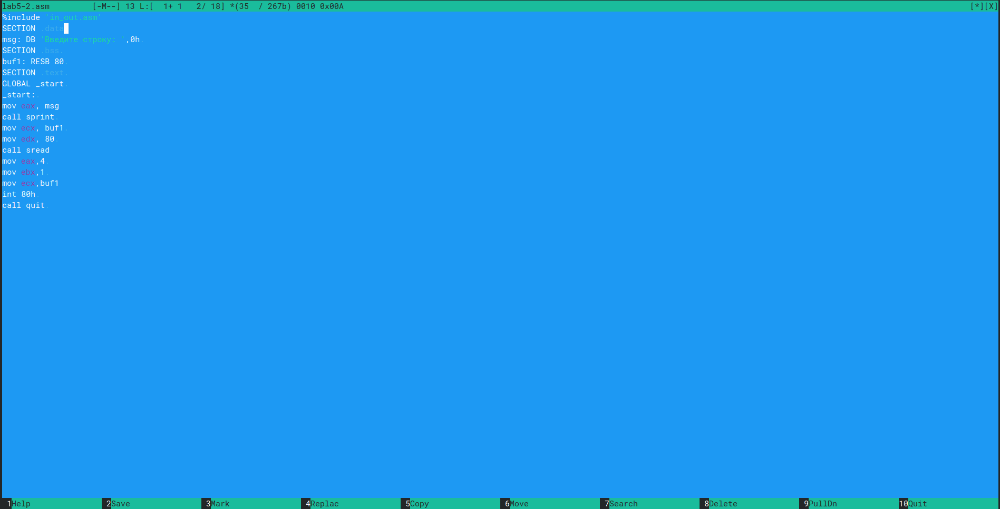 lab5-2.asm [-M--] 13 L:[ 1+ 1 2/ 18] *(35 / 267b) 0010 0x00A [*][X]
%include 'in_out.asm'
SECTION .data
msg: DB 'Введите строку: ',0h.
SECTION .bss.
buf1: RESB 80.
SECTION .text.
GLOBAL _start.
_start:.
mov eax, msg
call sprint.
mov ecx, buf1.
mov edx, 80.
call sread
mov eax,4.
mov ebx,1.
mov ecx,buf1
int 80h.
call quit.
1Help 2Save 3Mark 4Replac 5Copy 6Move 7Search 8Delete 9PullDn 10Quit